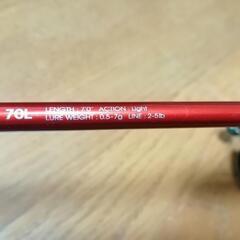 70L
LENGTH : 7'0" ACTION : Light
LURE WEIGHT : 0.5-7g LINE : 2-5lb